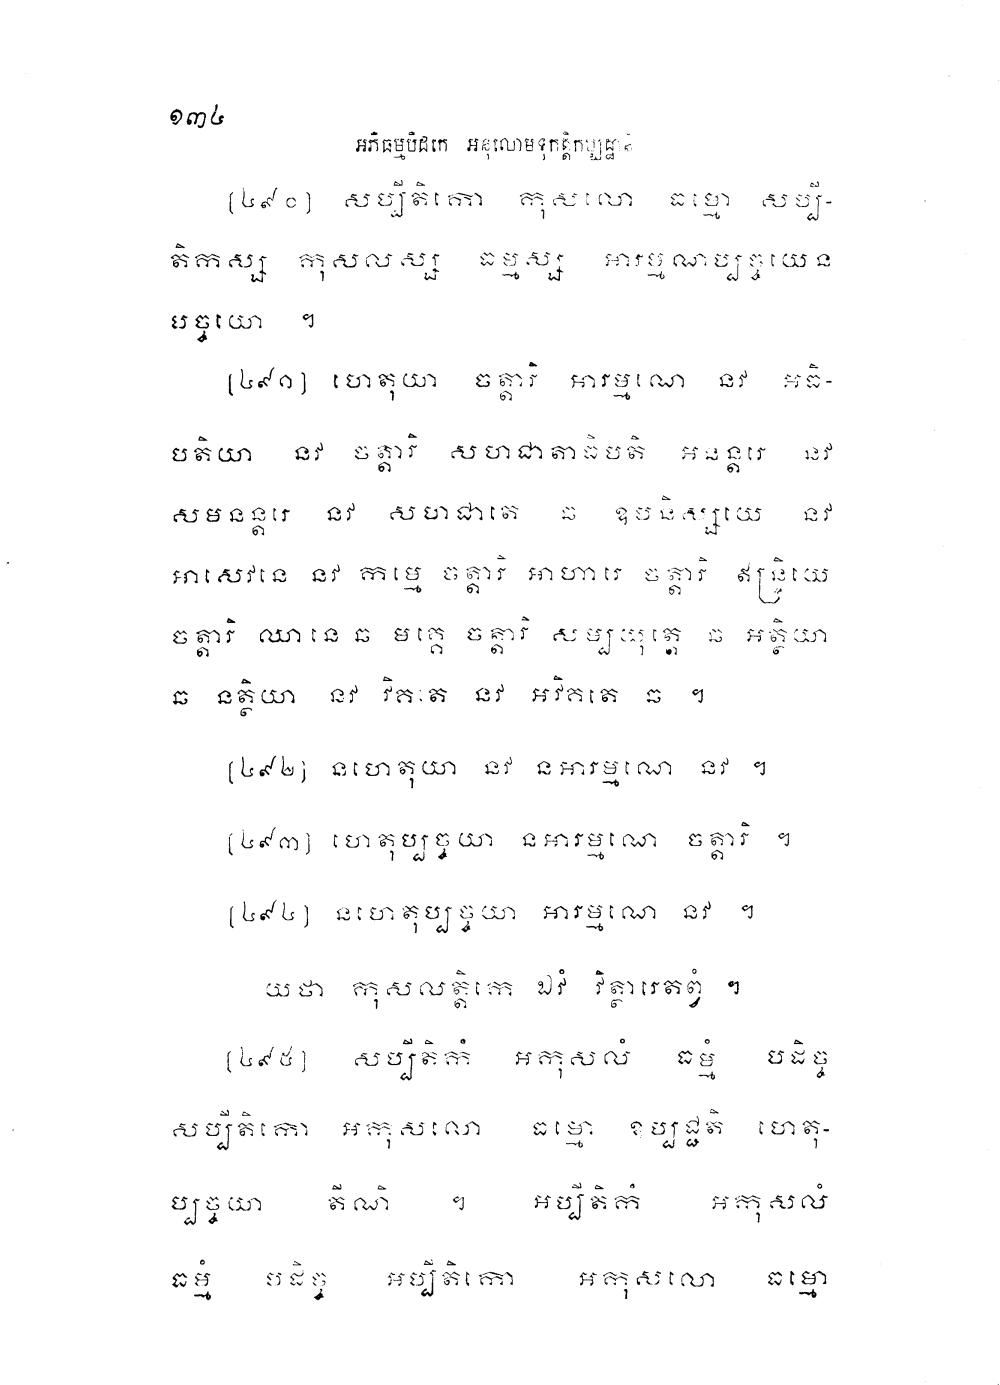 ១៣៤
អភិធម្មបិដកេ អនុលោមទុកត្តិកប្បដ្ឋានំ
[៤៩០] សប្បីតិកោ កុសលោ ធម្មោ សប្បី-
តិកស្ស កុសលស្ស ធម្មស្ស អារម្មណប្បច្ចយេន
បច្ចយោ ។
[៤៩១] ហេតុយា ចត្តារិ អារម្មណេ នវ អធិ-
បតិយា នវ ចត្តារិ សហជាតាធិបតិ អនន្តរេ នវ
សមនន្តរេ នវ សហជាតេ ឆ ឧបនិស្សយេ នវ
អាសេវនេ នវ កម្មេ ចត្តារិ អាហារេ ចត្តារិ ឥន្ទ្រិយេ
ចត្តារិ ឈានេ ឆ មគ្គេ ចត្តារិ សម្បយុត្តេ ឆ អត្ថិយា
ឆ នត្ថិយា នវ វិគតេ នវ អវិគតេ ឆ ។
[៤៩២] នហេតុយា នវ នអារម្មណេ នវ ។
[៤៩៣] ហេតុប្បច្ចយា នអារម្មណេ ចត្តារិ ។
[៤៩៤] នហេតុប្បច្ចយា អារម្មណេ នវ ។
យថា កុសលត្តិកេ ឯវំ វិត្ថារេតព្វំ ។
[៤៩៥] សប្បីតិកំ អកុសលំ ធម្មំ បដិច្ច
សប្បីតិកោ អកុសលោ ធម្មោ ឧប្បជ្ជតិ ហេតុ-
ប្បច្ចយា តីណិ ។ អប្បីតិកំ អកុសលំ
ធម្មំ បដិច្ច អប្បីតិកោ អកុសលោ ធម្មោ